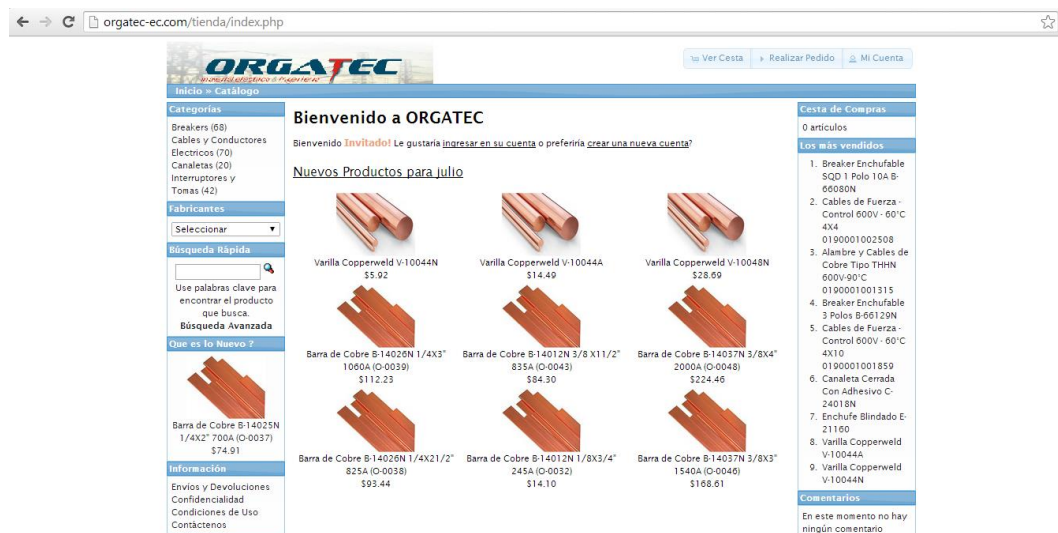 orgatec-ec.com/tienda/index.php
ORGATEC
Ver Cesta
Realizar Pedido
Mi Cuenta
Inicio » Catálogo
Categorías
Breakers (68)
Cables y Conductores
Electricos (70)
Canaletas (20)
Interruptores y
Tomas (42)
Fabricantes
Seleccionar
Búsqueda Rápida
Use palabras clave para
encontrar el producto
que busca.
Búsqueda Avanzada
Que es lo Nuevo ?
Barra de Cobre B-14025N
1/4X2" 700A (O-0037)
$74.91
Información
Envíos y Devoluciones
Confidencialidad
Condiciones de Uso
Contàctenos
Bienvenido a ORGATEC
Bienvenido Invitado! Le gustaría ingresar en su cuenta o preferiría crear una nueva cuenta?
Nuevos Productos para julio
Varilla Copperweld V-10044N
$5.92
Varilla Copperweld V-10044A
$14.49
Varilla Copperweld V-10048N
$28.69
Barra de Cobre B-14026N 1/4X3"
1060A (O-0039)
$112.23
Barra de Cobre B-14012N 3/8 X11/2"
835A (O-0043)
$84.30
Barra de Cobre B-14037N 3/8X4"
2000A (O-0048)
$224.46
Barra de Cobre B-14026N 1/4X21/2"
825A (O-0038)
$93.44
Barra de Cobre B-14012N 1/8X3/4"
245A (O-0032)
$14.10
Barra de Cobre B-14037N 3/8X3"
1540A (O-0046)
$168.61
Cesta de Compras
0 artículos
Los màs vendidos
1. Breaker Enchufable
SQD 1 Polo 10A B-
66080N
2. Cables de Fuerza -
Control 600V - 60°C
4X4
0190001002508
3. Alambre y Cables de
Cobre Tipo THHN
600V-90°C
0190001001315
4. Breaker Enchufable
3 Polos B-66129N
5. Cables de Fuerza -
Control 600V - 60°C
4X10
0190001001859
6. Canaleta Cerrada
Con Adhesivo C-
24018N
7. Enchufe Blindado E-
21160
8. Varilla Copperweld
V-10044A
9. Varilla Copperweld
V-10044N
Comentarios
En este momento no hay
ningún comentario